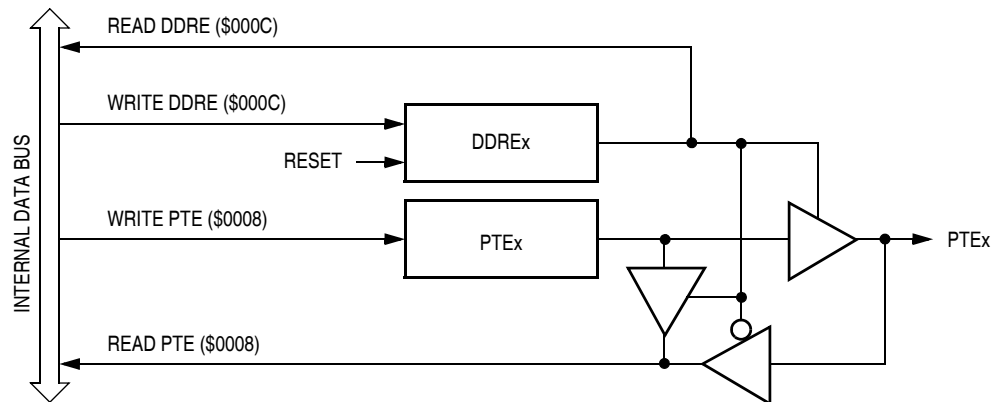 READ DDRE ($000C)
WRITE DDRE ($000C)
DDREx
RESET
WRITE PTE ($0008)
PTEx
PTEx
READ PTE ($0008)
INTERNAL DATA BUS